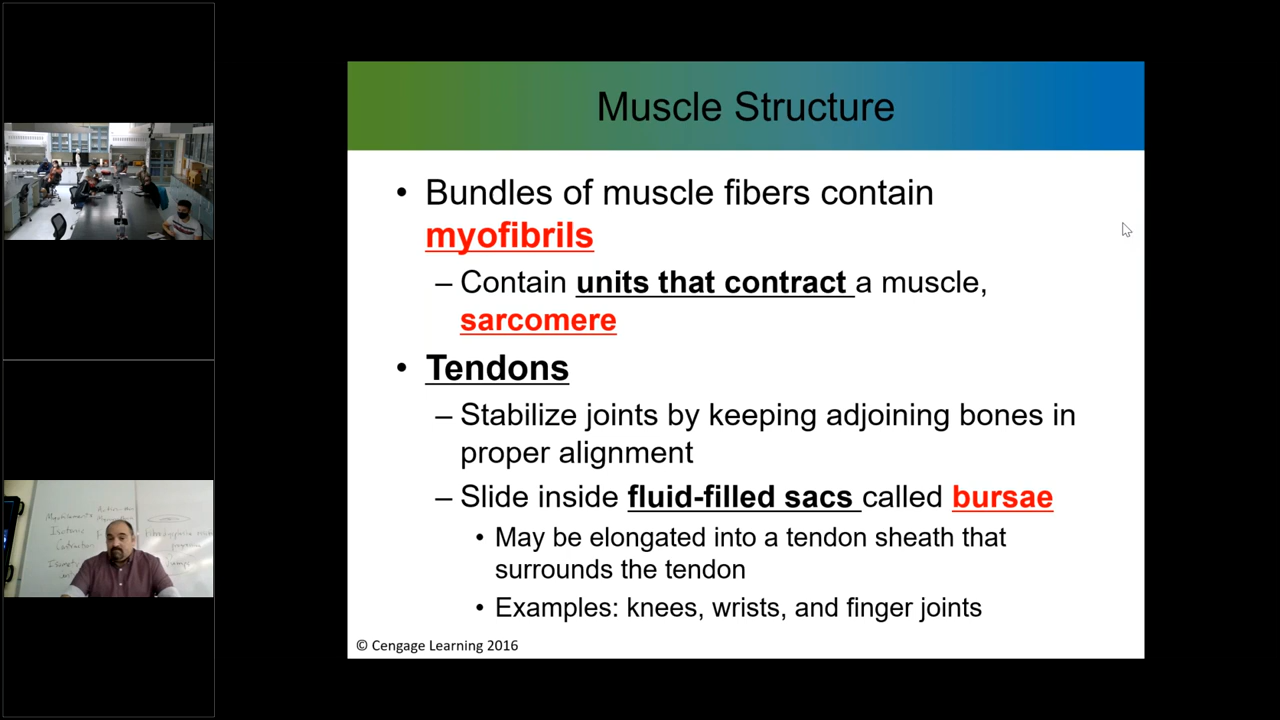 Muscle Structure
• Bundles of muscle fibers contain
myofibrils
– Contain units that contract a muscle,
sarcomere
• Tendons
– Stabilize joints by keeping adjoining bones in
proper alignment
– Slide inside fluid-filled sacs called bursae
• May be elongated into a tendon sheath that
surrounds the tendon
• Examples: knees, wrists, and finger joints
© Cengage Learning 2016
Isotonic